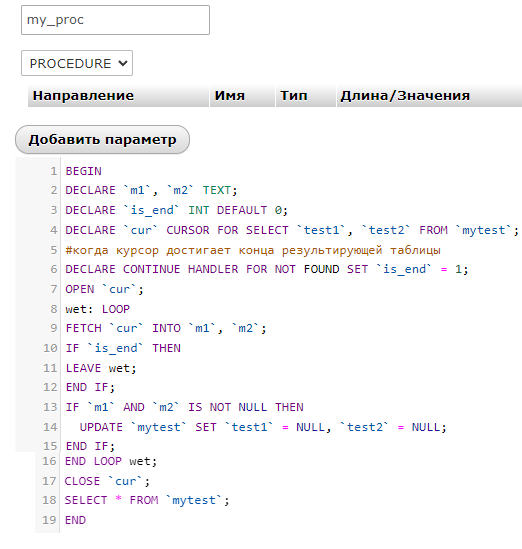 my_proc
PROCEDURE
Направление Имя Тип Длина/Значения
Добавить параметр
1 BEGIN
2 DECLARE `m1`, `m2` TEXT;
3 DECLARE `is_end` INT DEFAULT 0;
4 DECLARE `cur` CURSOR FOR SELECT `test1`, `test2` FROM `mytest`;
5 #когда курсор достигает конца результирующей таблицы
6 DECLARE CONTINUE HANDLER FOR NOT FOUND SET `is_end` = 1;
7 OPEN `cur`;
8 wet: LOOP
9 FETCH `cur` INTO `m1`, `m2`;
10 IF `is_end` THEN
11 LEAVE wet;
12 END IF;
13 IF `m1` AND `m2` IS NOT NULL THEN
14 UPDATE `mytest` SET `test1` = NULL, `test2` = NULL;
15 END IF;
16 END LOOP wet;
17 CLOSE `cur`;
18 SELECT * FROM `mytest`;
19 END